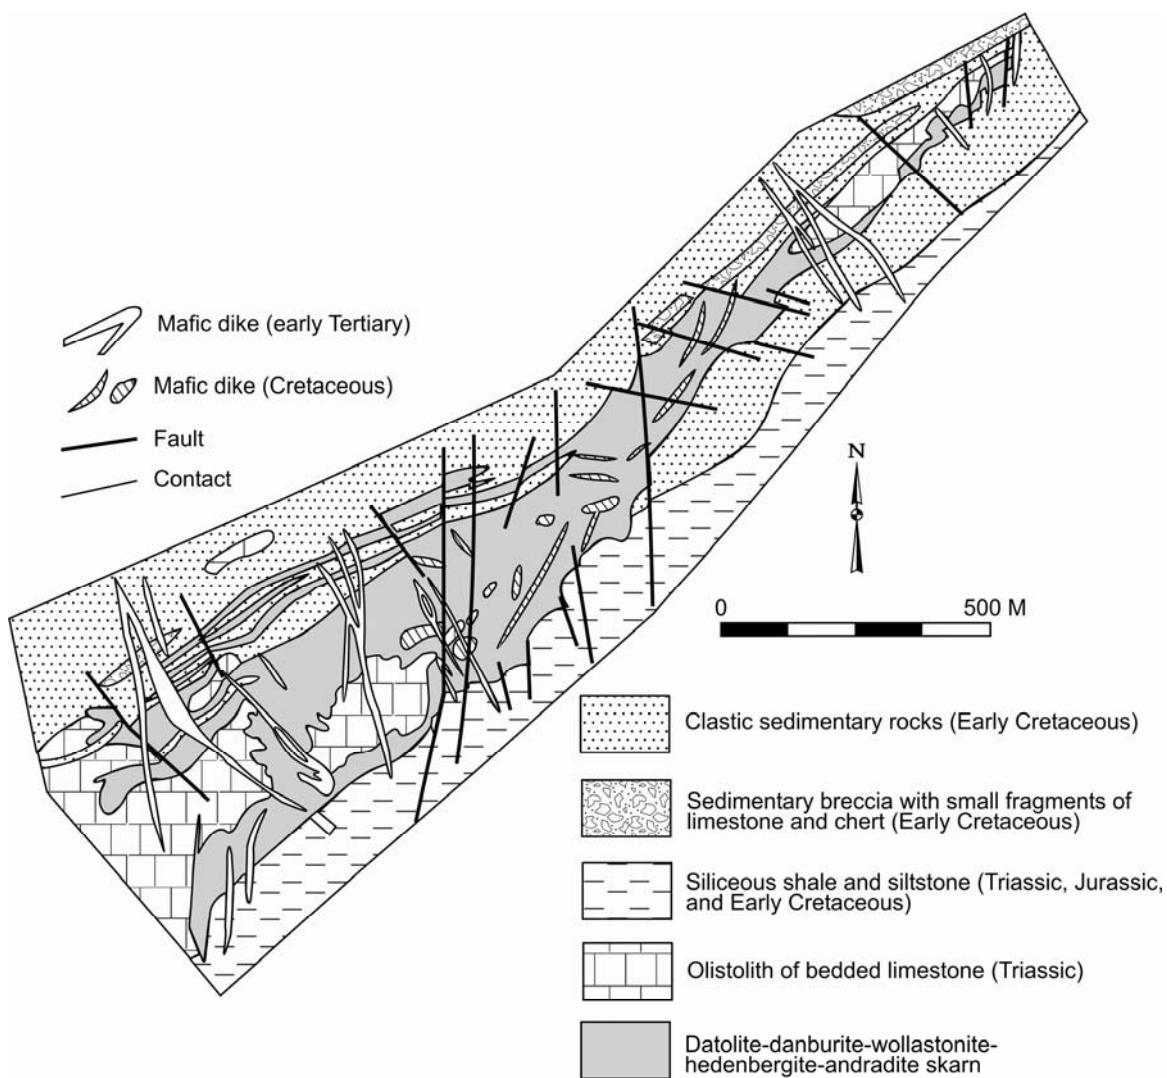 Mafic dike (early Tertiary)
Mafic dike (Cretaceous)
Fault
Contact
N
0 500 M
Clastic sedimentary rocks (Early Cretaceous)
Sedimentary breccia with small fragments of
limestone and chert (Early Cretaceous)
Siliceous shale and siltstone (Triassic, Jurassic,
and Early Cretaceous)
Olistolith of bedded limestone (Triassic)
Datolite-danburite-wollastonite-
hedenbergite-andradite skarn